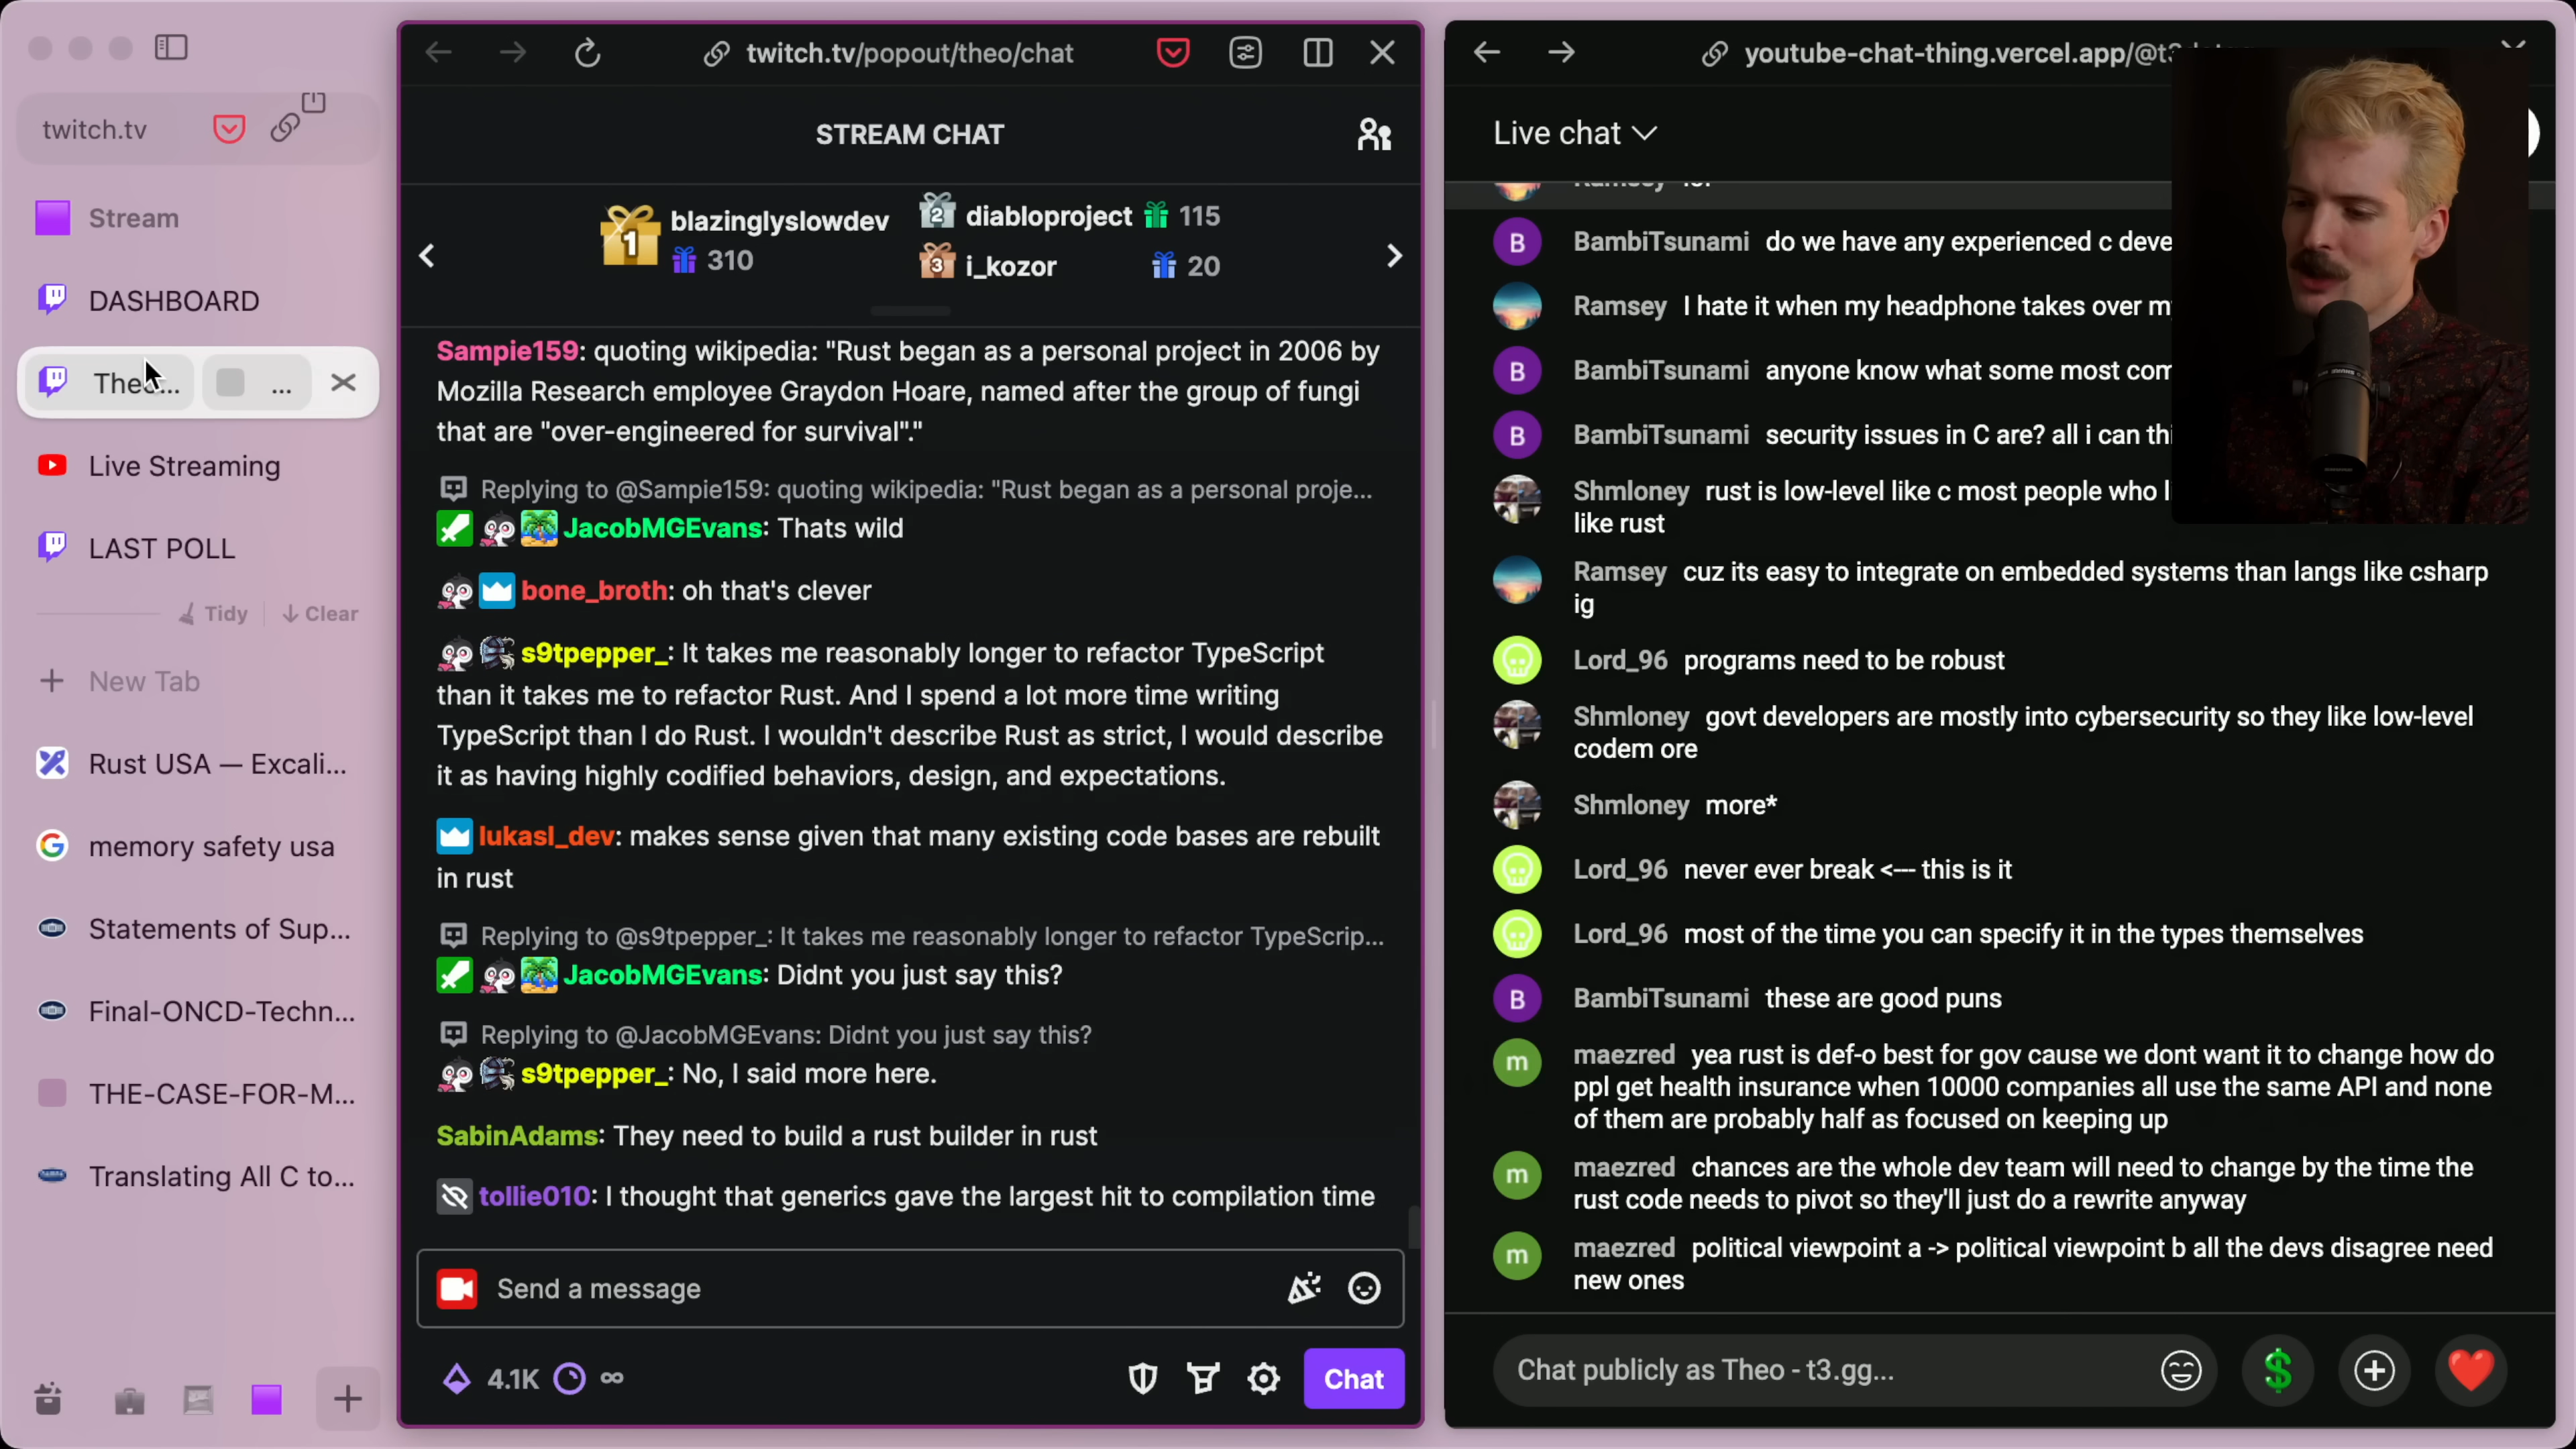 twitch.tv
Stream
DASHBOARD
Theo...
...
Live Streaming
LAST POLL
Tidy
Clear
New Tab
Rust USA — Excali...
memory safety usa
Statements of Sup...
Final-ONCD-Techn...
THE-CASE-FOR-M...
Translating All C to...
twitch.tv/popout/theo/chat
STREAM CHAT
1
blazinglyslowdev
310
2
diabloproject
115
3
i_kozor
20
Sampie159: quoting wikipedia: "Rust began as a personal project in 2006 by
Mozilla Research employee Graydon Hoare, named after the group of fungi
that are "over-engineered for survival"."
Replying to @Sampie159: quoting wikipedia: "Rust began as a personal proje...
JacobMGEvans: Thats wild
bone_broth: oh that's clever
s9tpepper_: It takes me reasonably longer to refactor TypeScript
than it takes me to refactor Rust. And I spend a lot more time writing
TypeScript than I do Rust. I wouldn't describe Rust as strict, I would describe
it as having highly codified behaviors, design, and expectations.
lukasl_dev: makes sense given that many existing code bases are rebuilt
in rust
Replying to @s9tpepper_: It takes me reasonably longer to refactor TypeScrip...
JacobMGEvans: Didnt you just say this?
Replying to @JacobMGEvans: Didnt you just say this?
s9tpepper_: No, I said more here.
SabinAdams: They need to build a rust builder in rust
tollie010: I thought that generics gave the largest hit to compilation time
Send a message
4.1K
∞
Chat
youtube-chat-thing.vercel.app/@
Live chat
Ramsey
B
BambiTsunami do we have any experienced c deve
Ramsey I hate it when my headphone takes over
B
BambiTsunami anyone know what some most com
B
BambiTsunami security issues in C are? all i can
Shmloney rust is low-level like c most people who
like rust
Ramsey cuz its easy to integrate on embedded systems than langs like csharp
ig
Lord_96 programs need to be robust
Shmloney govt developers are mostly into cybersecurity so they like low-level
codem ore
Shmloney more*
Lord_96 never ever break <--- this is it
Lord_96 most of the time you can specify it in the types themselves
B
BambiTsunami these are good puns
m
maezred yea rust is def-o best for gov cause we dont want it to change how do
ppl get health insurance when 10000 companies all use the same API and none
of them are probably half as focused on keeping up
m
maezred chances are the whole dev team will need to change by the time the
rust code needs to pivot so they'll just do a rewrite anyway
m
maezred political viewpoint a -> political viewpoint b all the devs disagree need
new ones
Chat publicly as Theo - t3.gg...